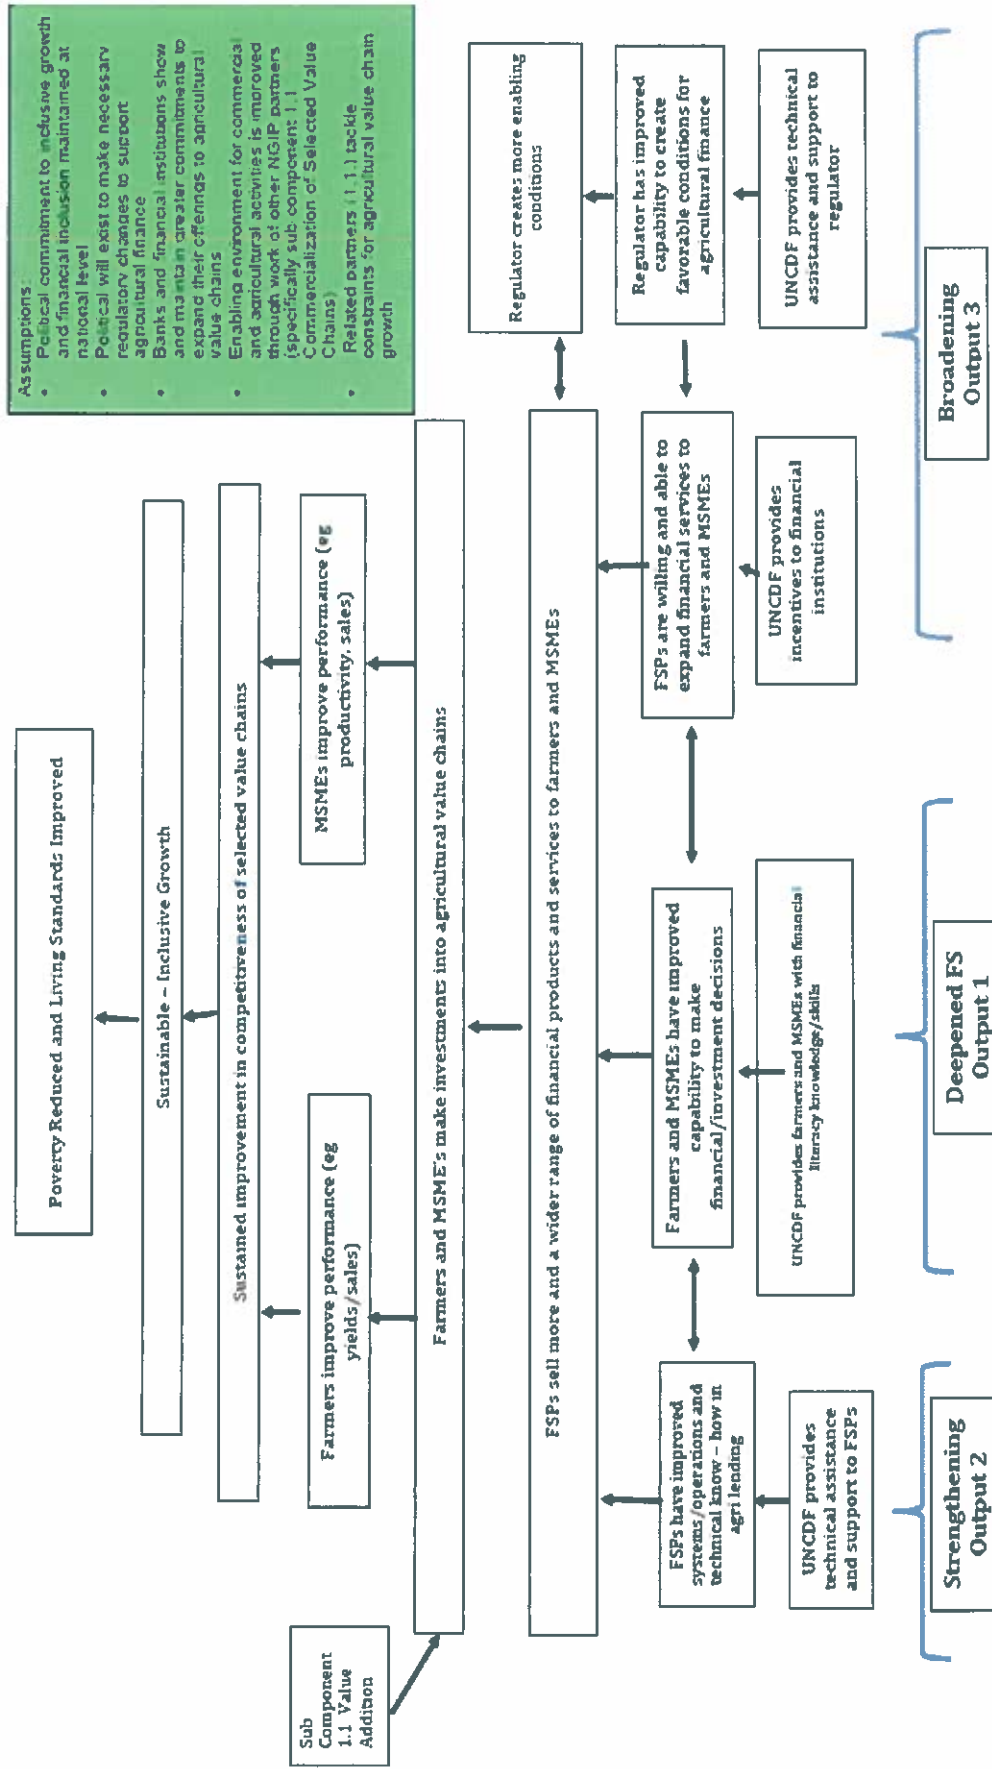 Poverty Reduced and Living Standards Improved
Sustainable – Inclusive Growth
Sustained improvement in competitiveness of selected value chains
Farmers improve performance (eg
yields/sales)
MSMEs improve performance (eg
productivity, sales)
Sub
Component
1.1 Value
Addition
Farmers and MSME's make investments into agricultural value chains
FSPs sell more and a wider range of financial products and services to farmers and MSMEs
Regulator creates more enabling
conditions
FSPs have improved
systems/operations and
technical know – how in
agri lending
Farmers and MSMEs have improved
capability to make
financial/investment decisions
FSPs are willing and able to
expand financial services to
farmers and MSMEs
Regulator has improved
capability to create
favorable conditions for
agricultural finance
UNCDF provides
technical assistance
and support to FSPs
UNCDF provides farmers and MSMEs with financial
literacy knowledge/skills
UNCDF provides
incentives to financial
institutions
UNCDF provides technical
assistance and support to
regulator
Strengthening
Output 2
Deepened FS
Output 1
Broadening
Output 3
Assumptions:
• Political commitment to inclusive growth
and financial inclusion maintained at
national level
• Political will exist to make necessary
regulatory changes to support
agricultural finance
• Banks and financial institutions show
and maintain greater commitments to
expand their offerings to agricultural
value chains
• Enabling environment for commercial
and agricultural activities is improved
through work of other NGIP partners
(specifically sub component 1.1
Commercialization of Selected Value
Chains)
• Related partners (1.1.1) tackle
constrains for agricultural value chain
growth